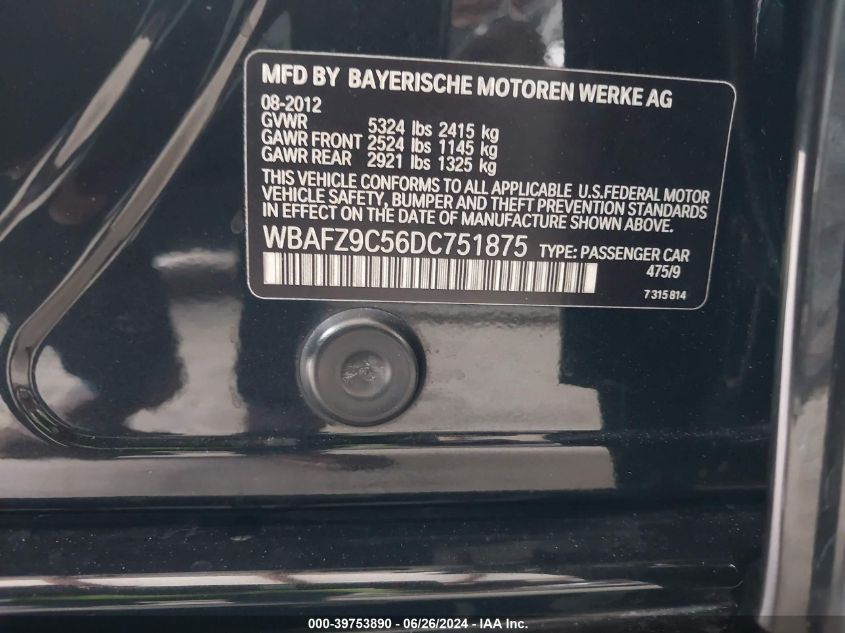 MFD BY BAYERISCHE MOTOREN WERKE AG
08-2012
GVWR 5324 lbs 2415 kg
GAWR FRONT 2524 lbs 1145 kg
GAWR REAR 2921 lbs 1325 kg
THIS VEHICLE CONFORMS TO ALL APPLICABLE U.S.FEDERAL MOTOR
VEHICLE SAFETY, BUMPER AND THEFT PREVENTION STANDARDS
IN EFFECT ON THE DATE OF MANUFACTURE SHOWN ABOVE.
WBAFZ9C56DC751875 TYPE: PASSENGER CAR
475/9
7 315 814
000-39753890 - 06/26/2024 - IAA Inc.